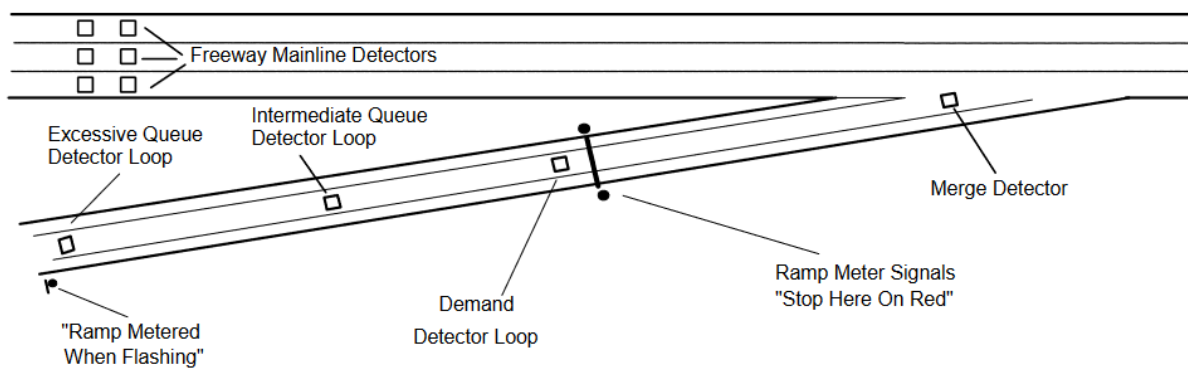 Freeway Mainline Detectors
Intermediate Queue
Detector Loop
Excessive Queue
Detector Loop
Merge Detector
Ramp Meter Signals
"Stop Here On Red"
Demand
Detector Loop
"Ramp Metered
When Flashing"